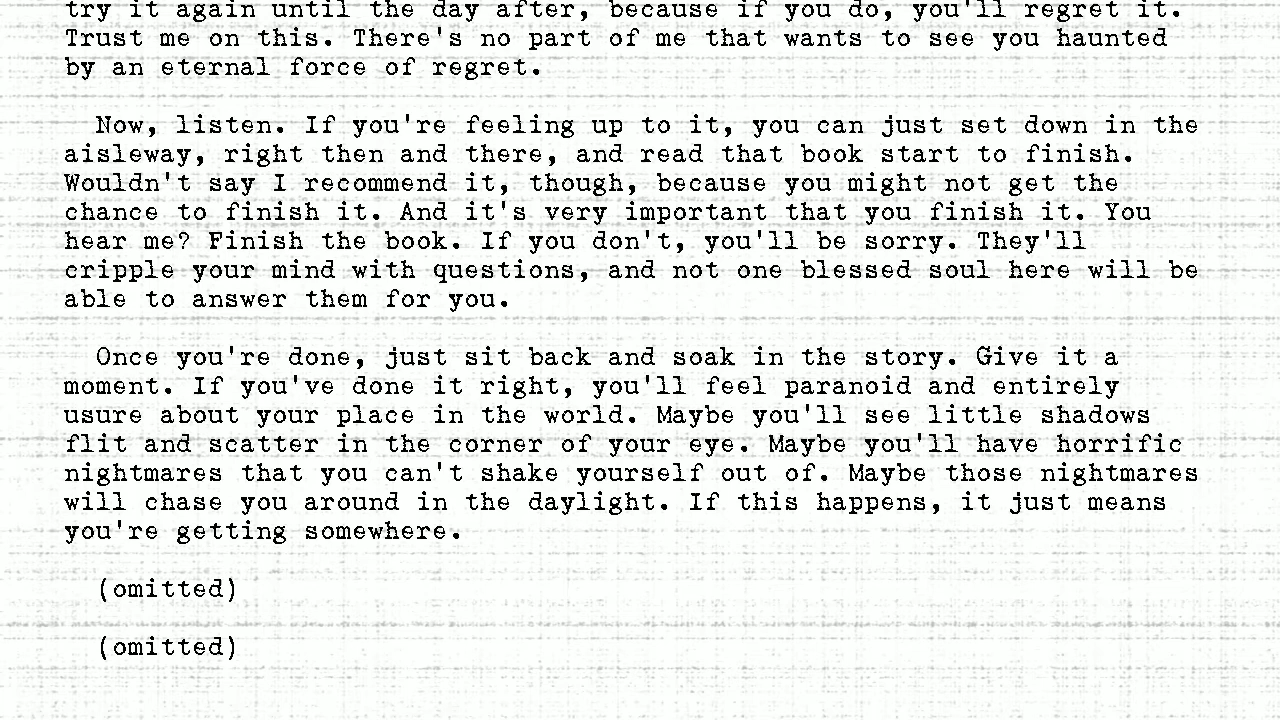 try it again until the day after, because if you do, you'll regret it.
Trust me on this. There's no part of me that wants to see you haunted
by an eternal force of regret.
Now, listen. If you're feeling up to it, you can just set down in the
aisleway, right then and there, and read that book start to finish.
Wouldn't say I recommend it, though, because you might not get the
chance to finish it. And it's very important that you finish it. You
hear me? Finish the book. If you don't, you'll be sorry. They'll
cripple your mind with questions, and not one blessed soul here will be
able to answer them for you.
Once you're done, just sit back and soak in the story. Give it a
moment. If you've done it right, you'll feel paranoid and entirely
usure about your place in the world. Maybe you'll see little shadows
flit and scatter in the corner of your eye. Maybe you'll have horrific
nightmares that you can't shake yourself out of. Maybe those nightmares
will chase you around in the daylight. If this happens, it just means
you're getting somewhere.
(omitted)
(omitted)